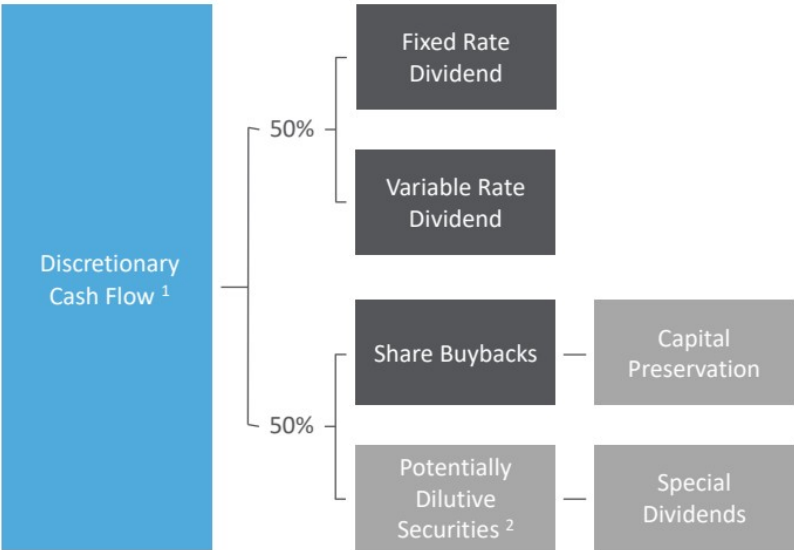 Discretionary
Cash Flow 1
50%
Fixed Rate
Dividend
Variable Rate
Dividend
50%
Share Buybacks
Capital
Preservation
Potentially
Dilutive
Securities 2
Special
Dividends